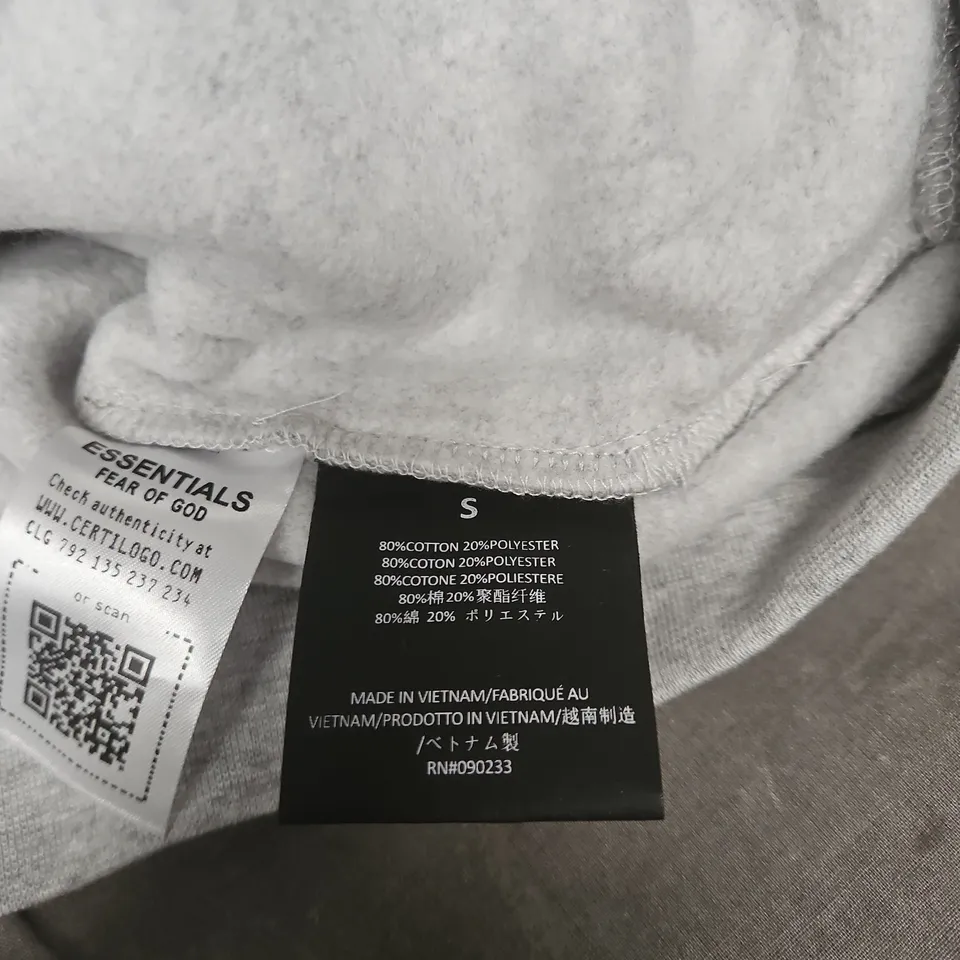 ESSENTIALS
FEAR OF GOD
Check authenticity at
WWW.CERTILOGO.COM
CLG 792 135 237 234
or scan
S
80%COTTON 20%POLYESTER
80%COTON 20%POLYESTER
80%COTONE 20%POLIESTERE
80%棉20%聚酯纤维
80%綿 20% ポリエステル
MADE IN VIETNAM/FABRIQUÉ AU
VIETNAM/PRODOTTO IN VIETNAM/越南制造
/ベトナム製
RN#090233